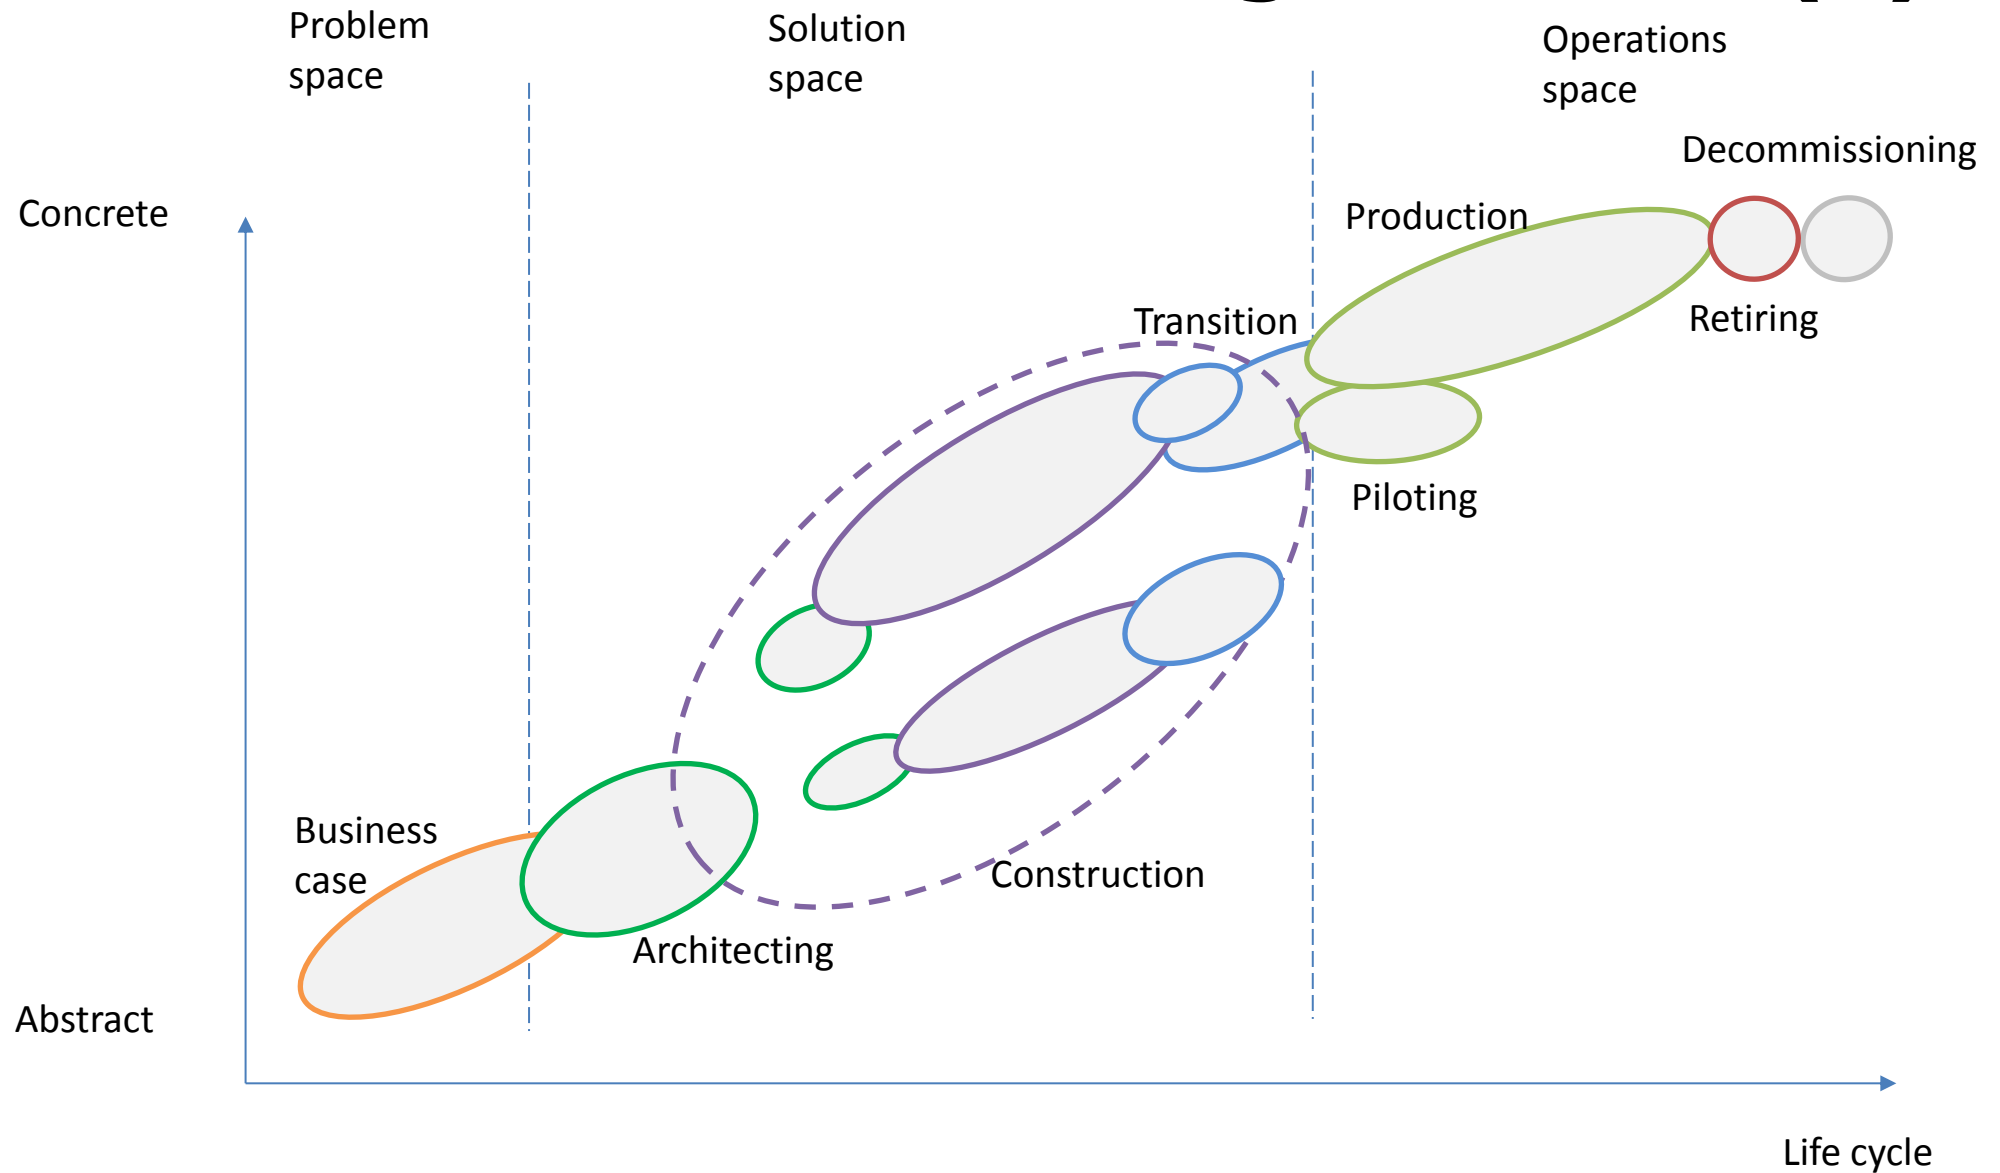 Problem
space
Solution
space
Operations
space
Decommissioning
Concrete
Production
Transition
Retiring
Piloting
Business
case
Construction
Architecting
Abstract
Life cycle